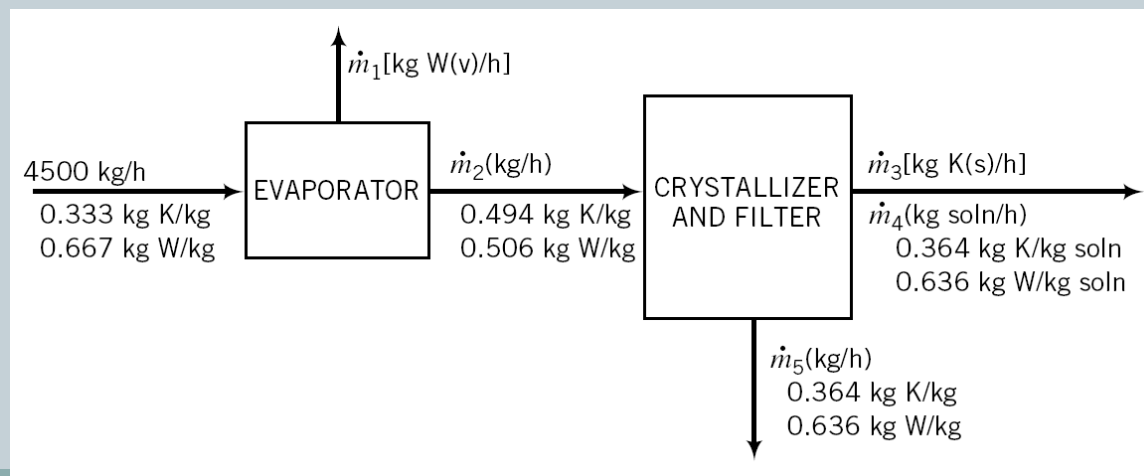 ṁ₁[kg W(v)/h]
4500 kg/h
0.333 kg K/kg
0.667 kg W/kg
EVAPORATOR
ṁ₂(kg/h)
0.494 kg K/kg
0.506 kg W/kg
CRYSTALLIZER
AND FILTER
ṁ₃[kg K(s)/h]
ṁ₄(kg soln/h)
0.364 kg K/kg soln
0.636 kg W/kg soln
ṁ₅(kg/h)
0.364 kg K/kg
0.636 kg W/kg